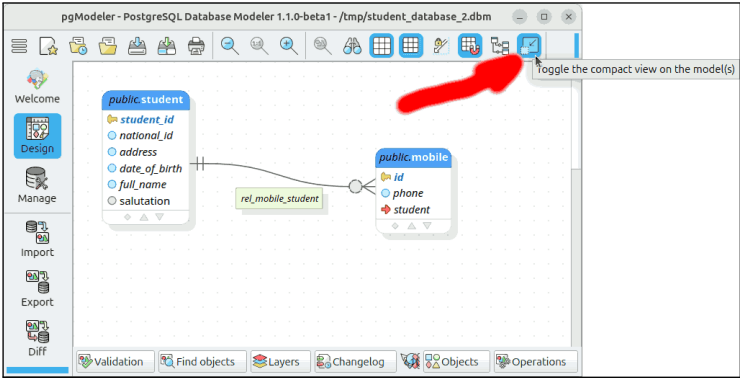 pgModeler - PostgreSQL Database Modeler 1.1.0-beta1 - /tmp/student_database_2.dbm
Toggle the compact view on the model(s)
Welcome
Design
Manage
Import
Export
Diff
public.student
student_id
national_id
address
date_of_birth
full_name
salutation
rel_mobile_student
public.mobile
id
phone
student
Validation
Find objects
Layers
Changelog
Objects
Operations